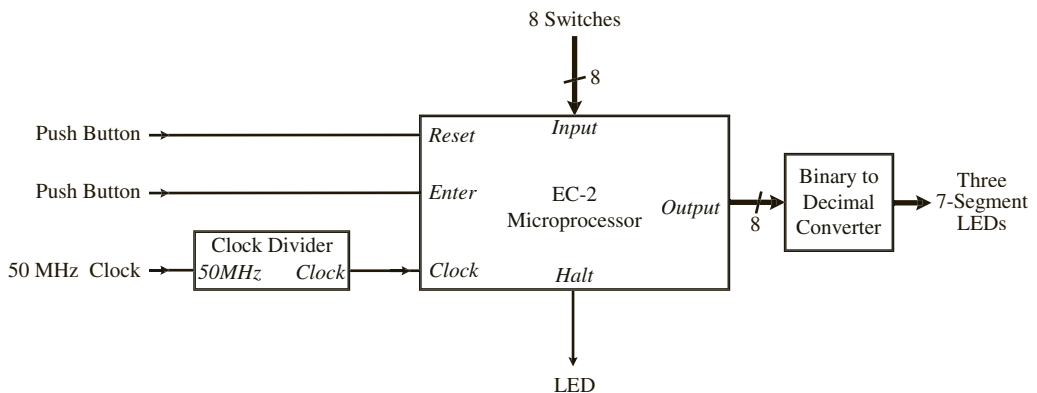 8 Switches
8
Push Button
Reset
Input
Push Button
Enter
EC-2
Microprocessor
Output
8
Binary to
Decimal
Converter
Three
7-Segment
LEDs
Clock Divider
50 MHz Clock
50MHz Clock
Clock
Halt
LED